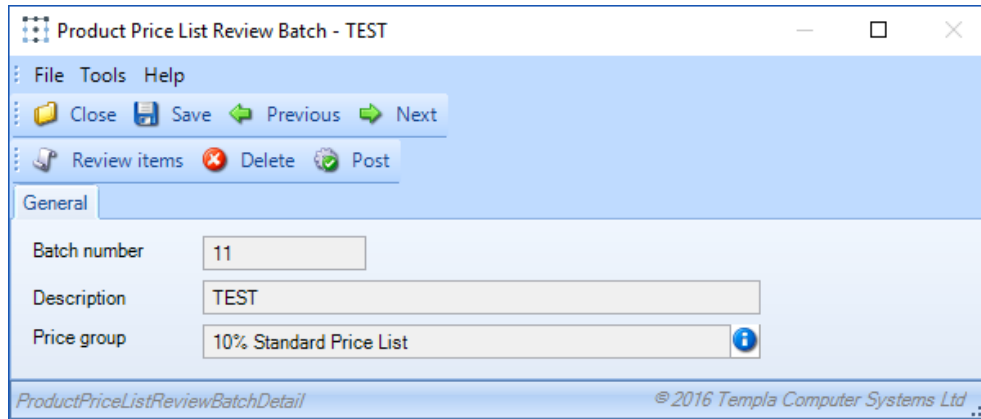 Product Price List Review Batch - TEST
File Tools Help
Close Save Previous Next
Review items Delete Post
General
Batch number 11
Description TEST
Price group 10% Standard Price List
ProductPriceListReviewBatchDetail © 2016 Templa Computer Systems Ltd